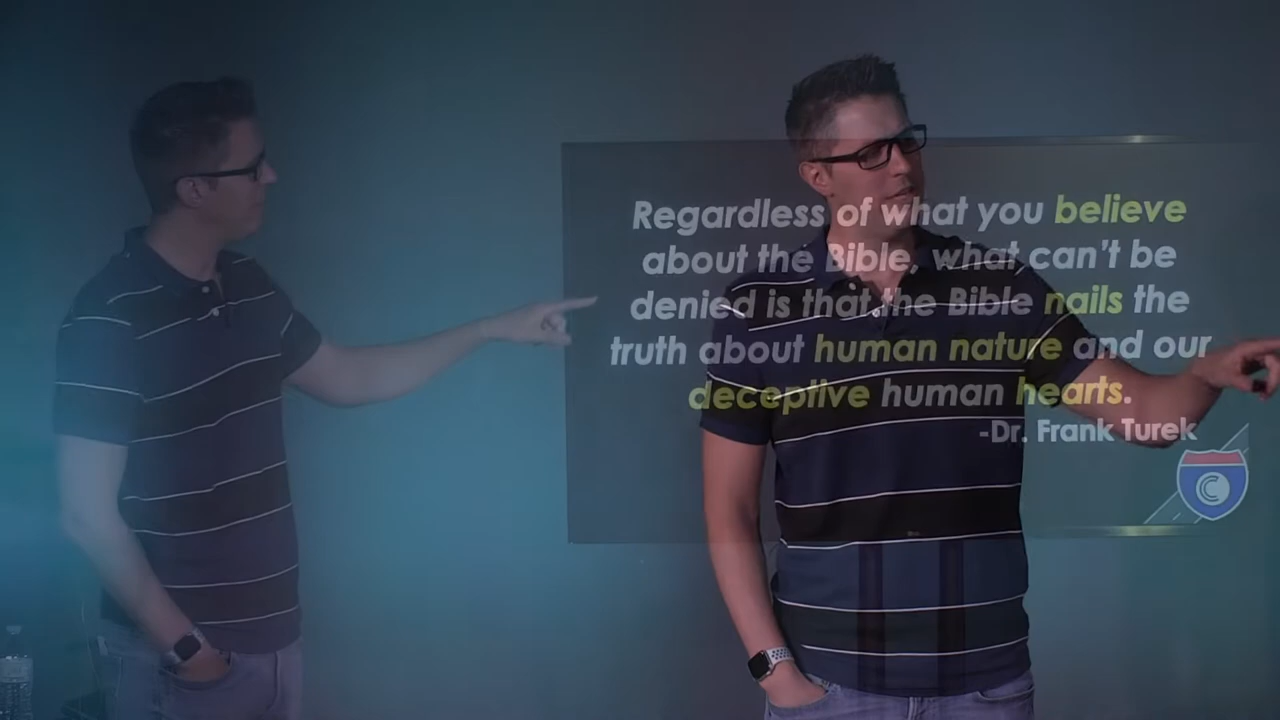 Regardless of what you believe
about the Bible, what can't be
denied is that the Bible nails the
truth about human nature and our
deceptive human hearts.
-Dr. Frank Turek
C